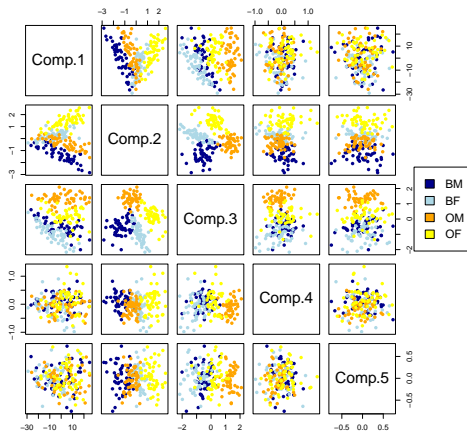 −3 −1 1 2
−1.0 0.0 1.0
Comp.1
−30 −10 10
−3 −1 0 1 2
Comp.2
Comp.3
−2 0 1 2
BM
BF
OM
OF
−1.0 0.0 1.0
Comp.4
Comp.5
−0.5 0.0 0.5
−30 −10 10
−2 0 1 2
−0.5 0.0 0.5